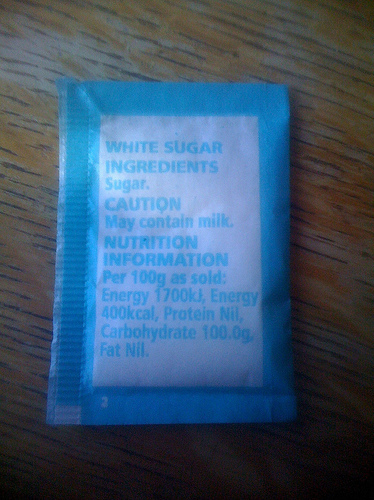 WHITE SUGAR
INGREDIENTS
Sugar.
CAUTION
May contain milk.
NUTRITION
INFORMATION
Per 100g as sold:
Energy 1700kJ, Energy
400kcal, Protein Nil,
Carbohydrate 100.0g,
Fat Nil.
3